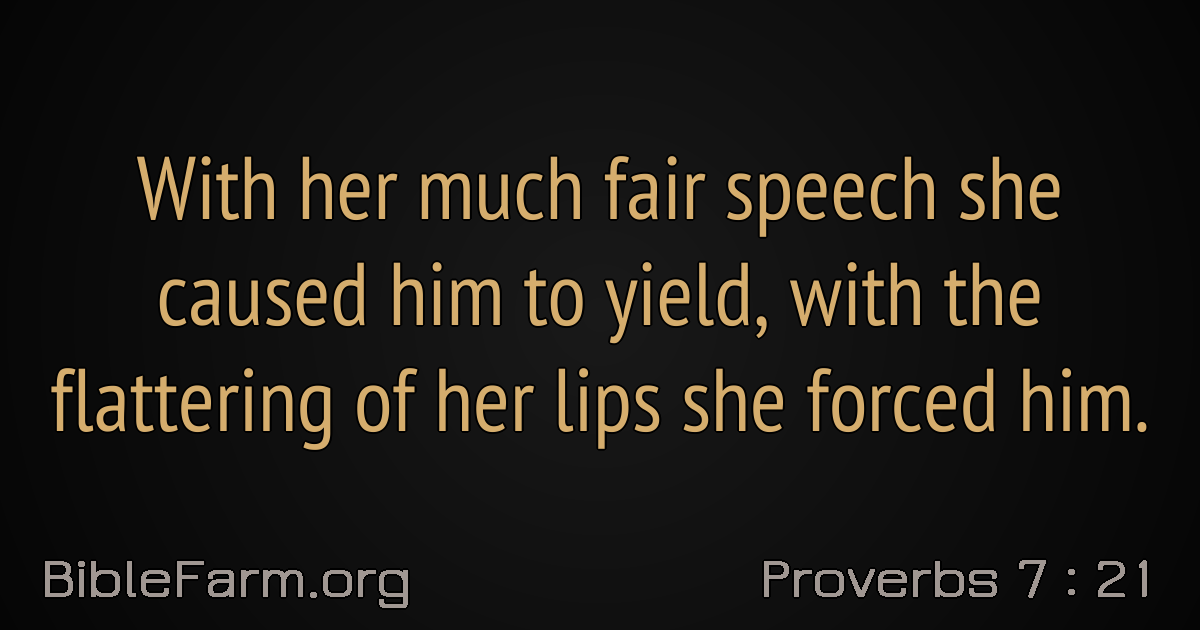 With her much fair speech she
caused him to yield, with the
flattering of her lips she forced him.
BibleFarm.org
Proverbs 7 : 21